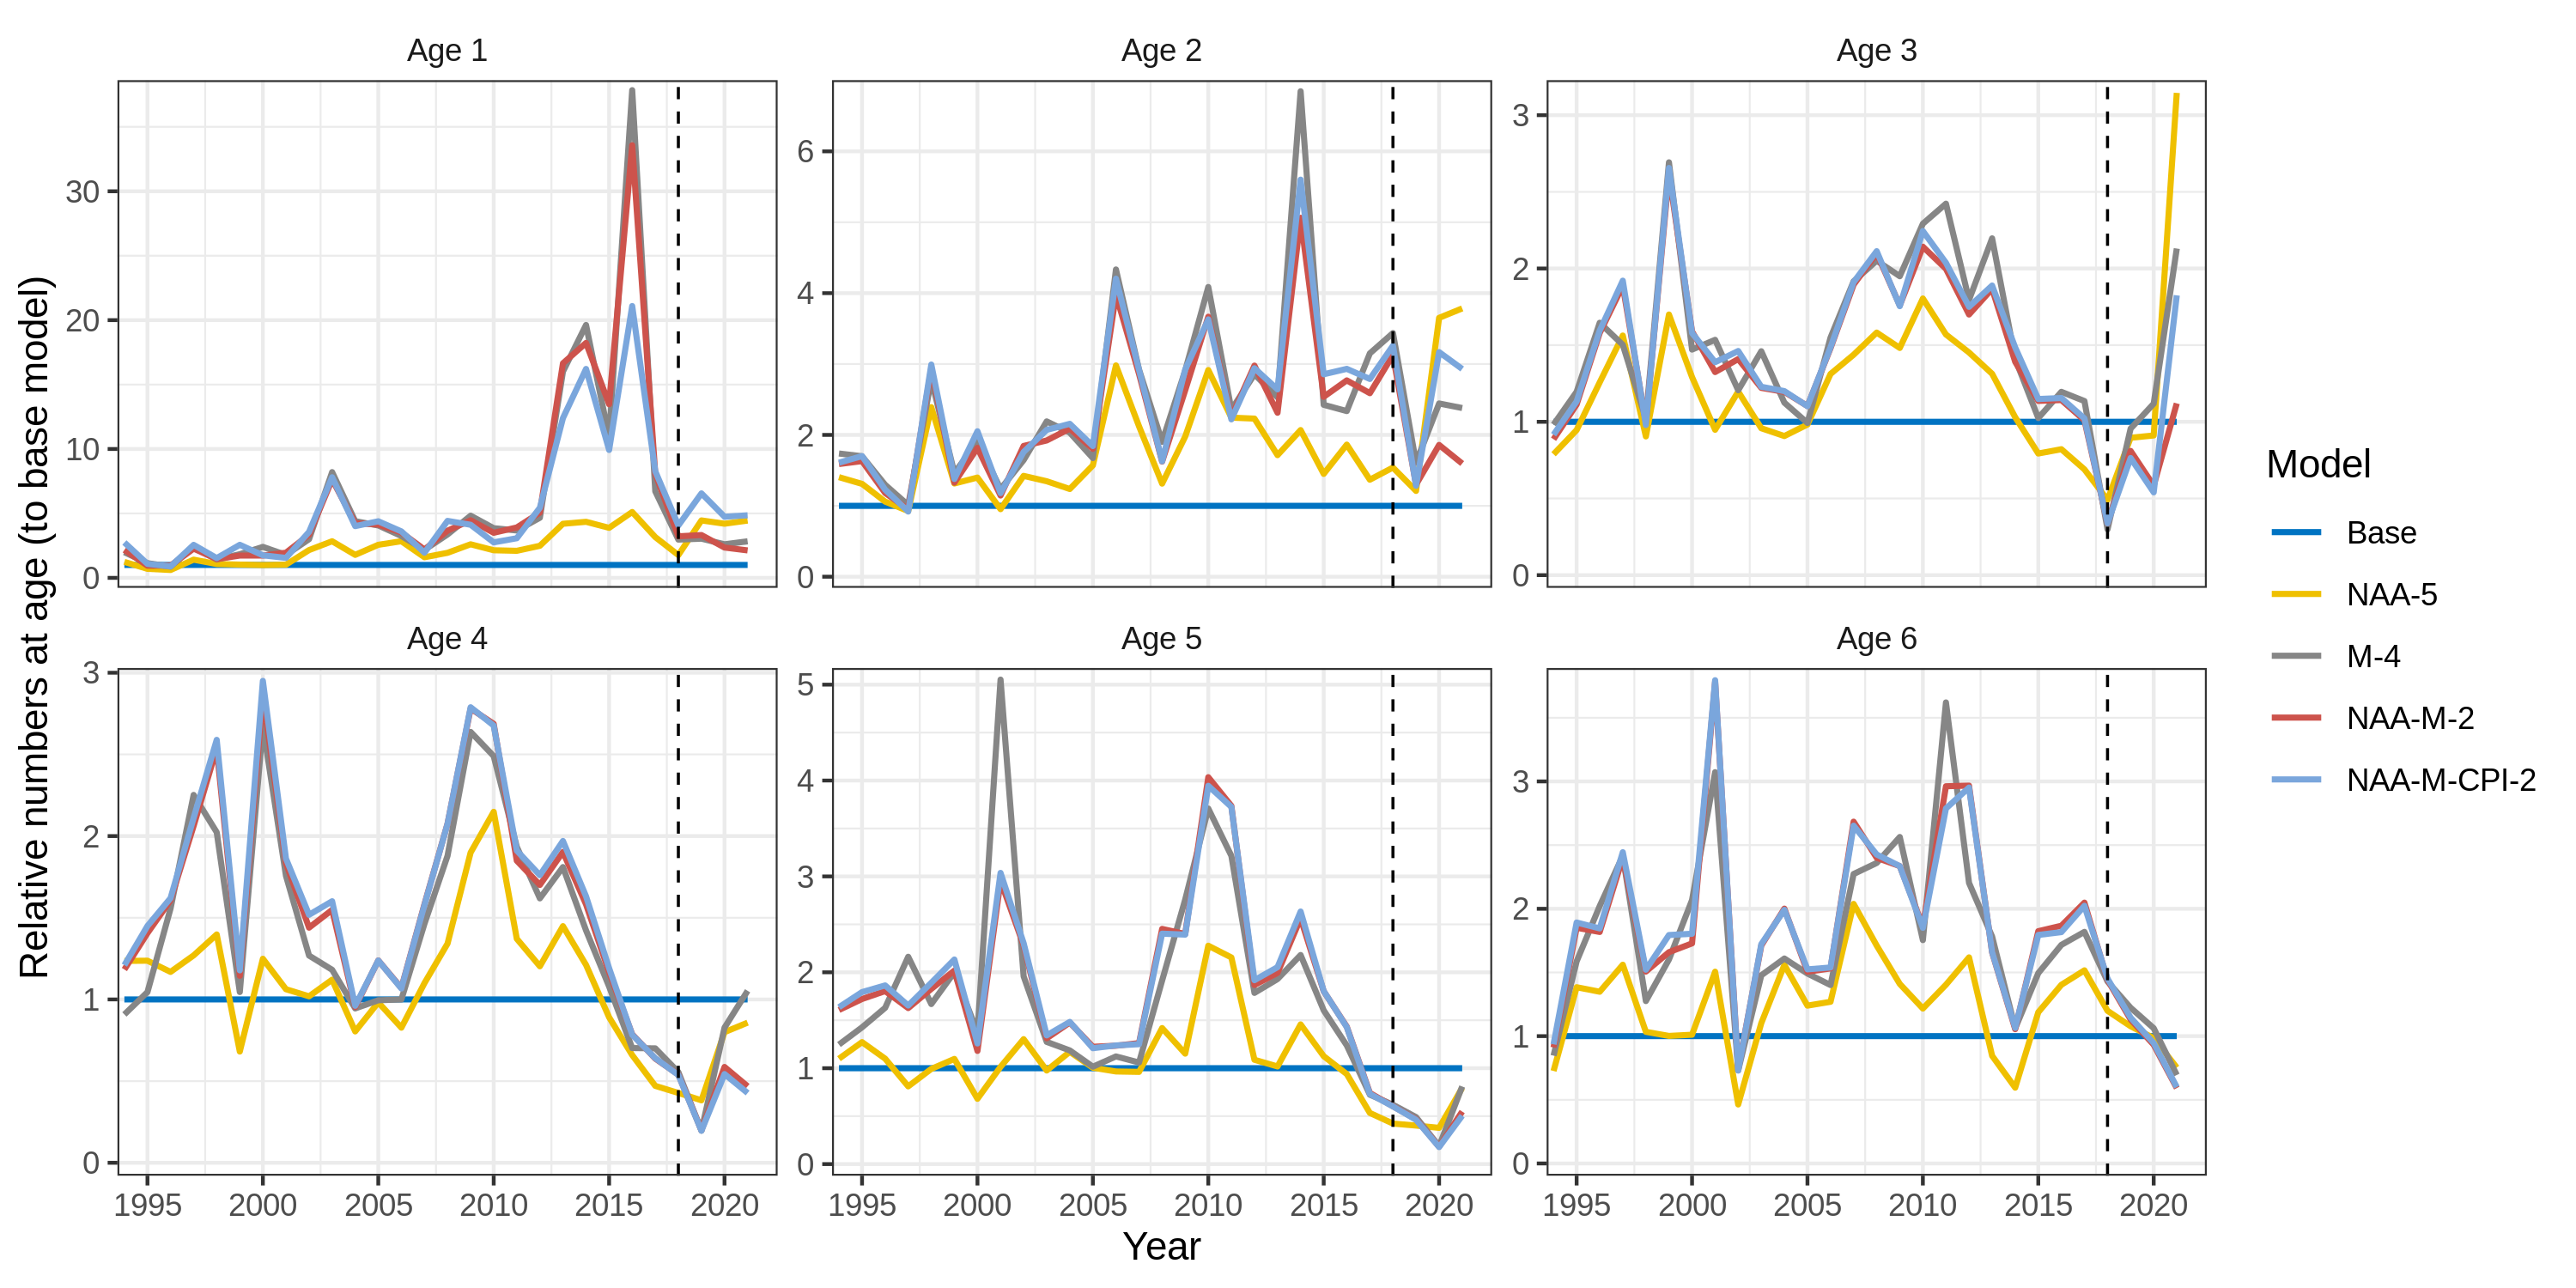 Age 1
Age 2
Age 3
30
20
10
0
6
4
2
0
3
2
1
0
Age 4
Age 5
Age 6
3
2
1
0
5
4
3
2
1
0
3
2
1
0
1995 2000 2005 2010 2015 2020
1995 2000 2005 2010 2015 2020
1995 2000 2005 2010 2015 2020
Year
Relative numbers at age (to base model)
Model
Base
NAA-5
M-4
NAA-M-2
NAA-M-CPI-2